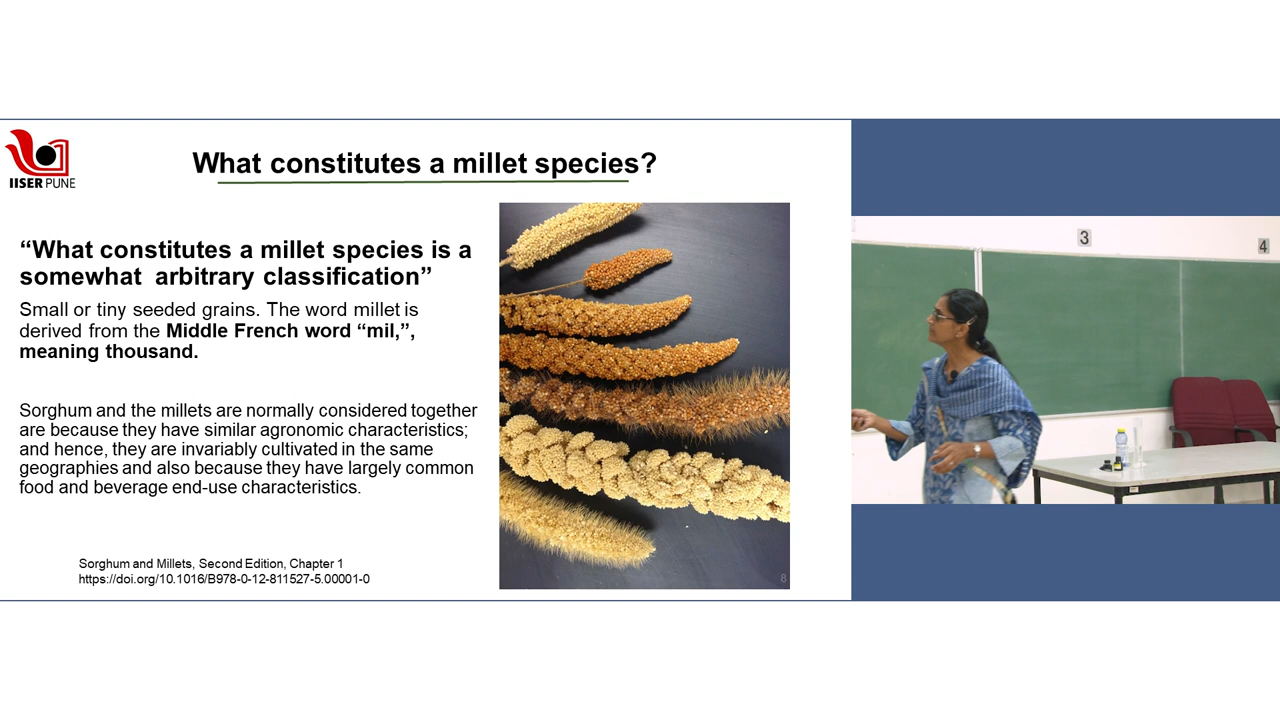 IISER PUNE
What constitutes a millet species?
“What constitutes a millet species is a
somewhat arbitrary classification”
Small or tiny seeded grains. The word millet is
derived from the Middle French word “mil,”,
meaning thousand.
Sorghum and the millets are normally considered together
are because they have similar agronomic characteristics;
and hence, they are invariably cultivated in the same
geographies and also because they have largely common
food and beverage end-use characteristics.
Sorghum and Millets, Second Edition, Chapter 1
https://doi.org/10.1016/B978-0-12-811527-5.00001-0
8
3
4